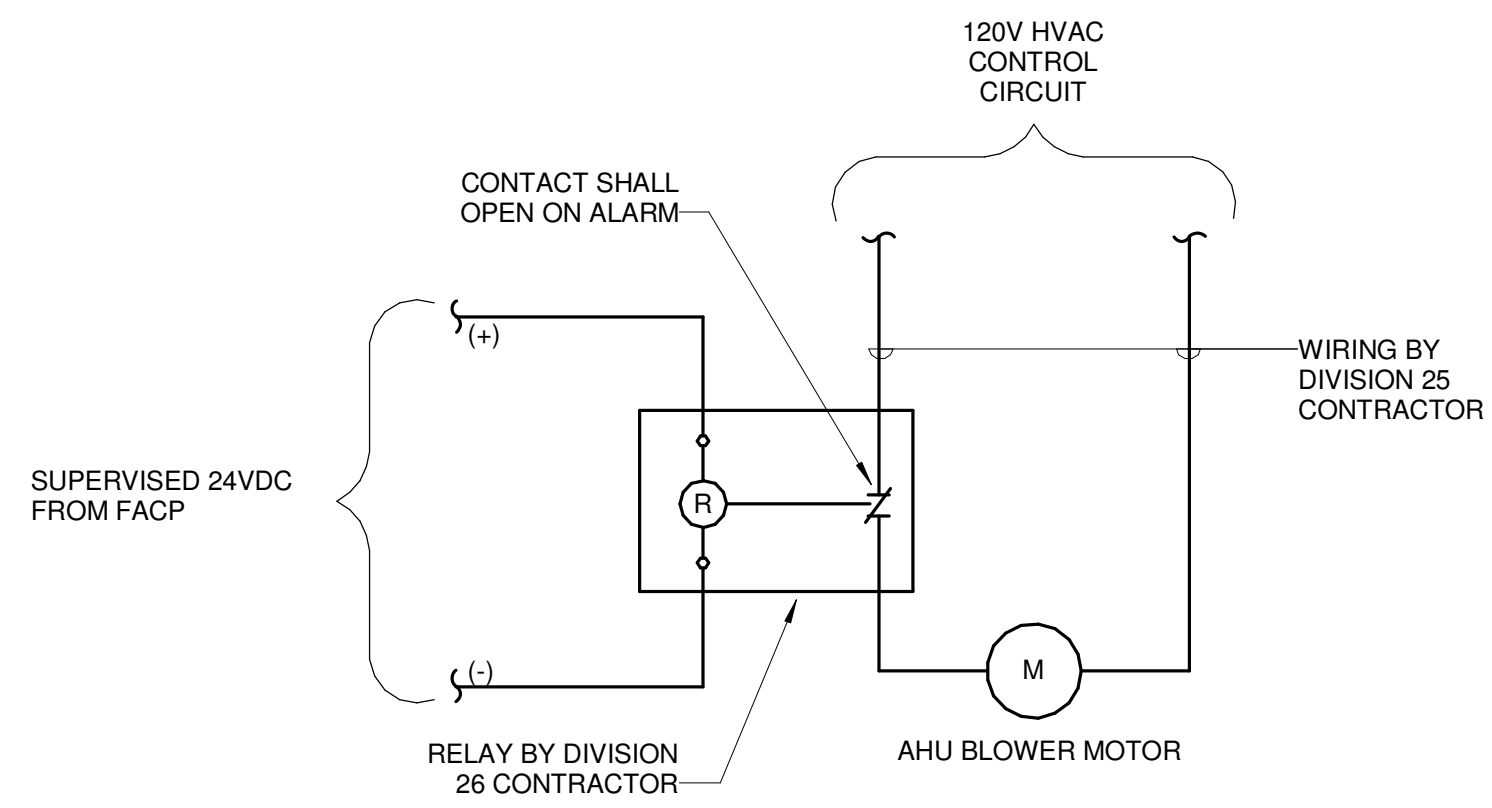 120V HVAC
CONTROL
CIRCUIT
CONTACT SHALL
OPEN ON ALARM
(+)
WIRING BY
DIVISION 25
CONTRACTOR
SUPERVISED 24VDC
FROM FACP
R
(-)
M
RELAY BY DIVISION
26 CONTRACTOR
AHU BLOWER MOTOR